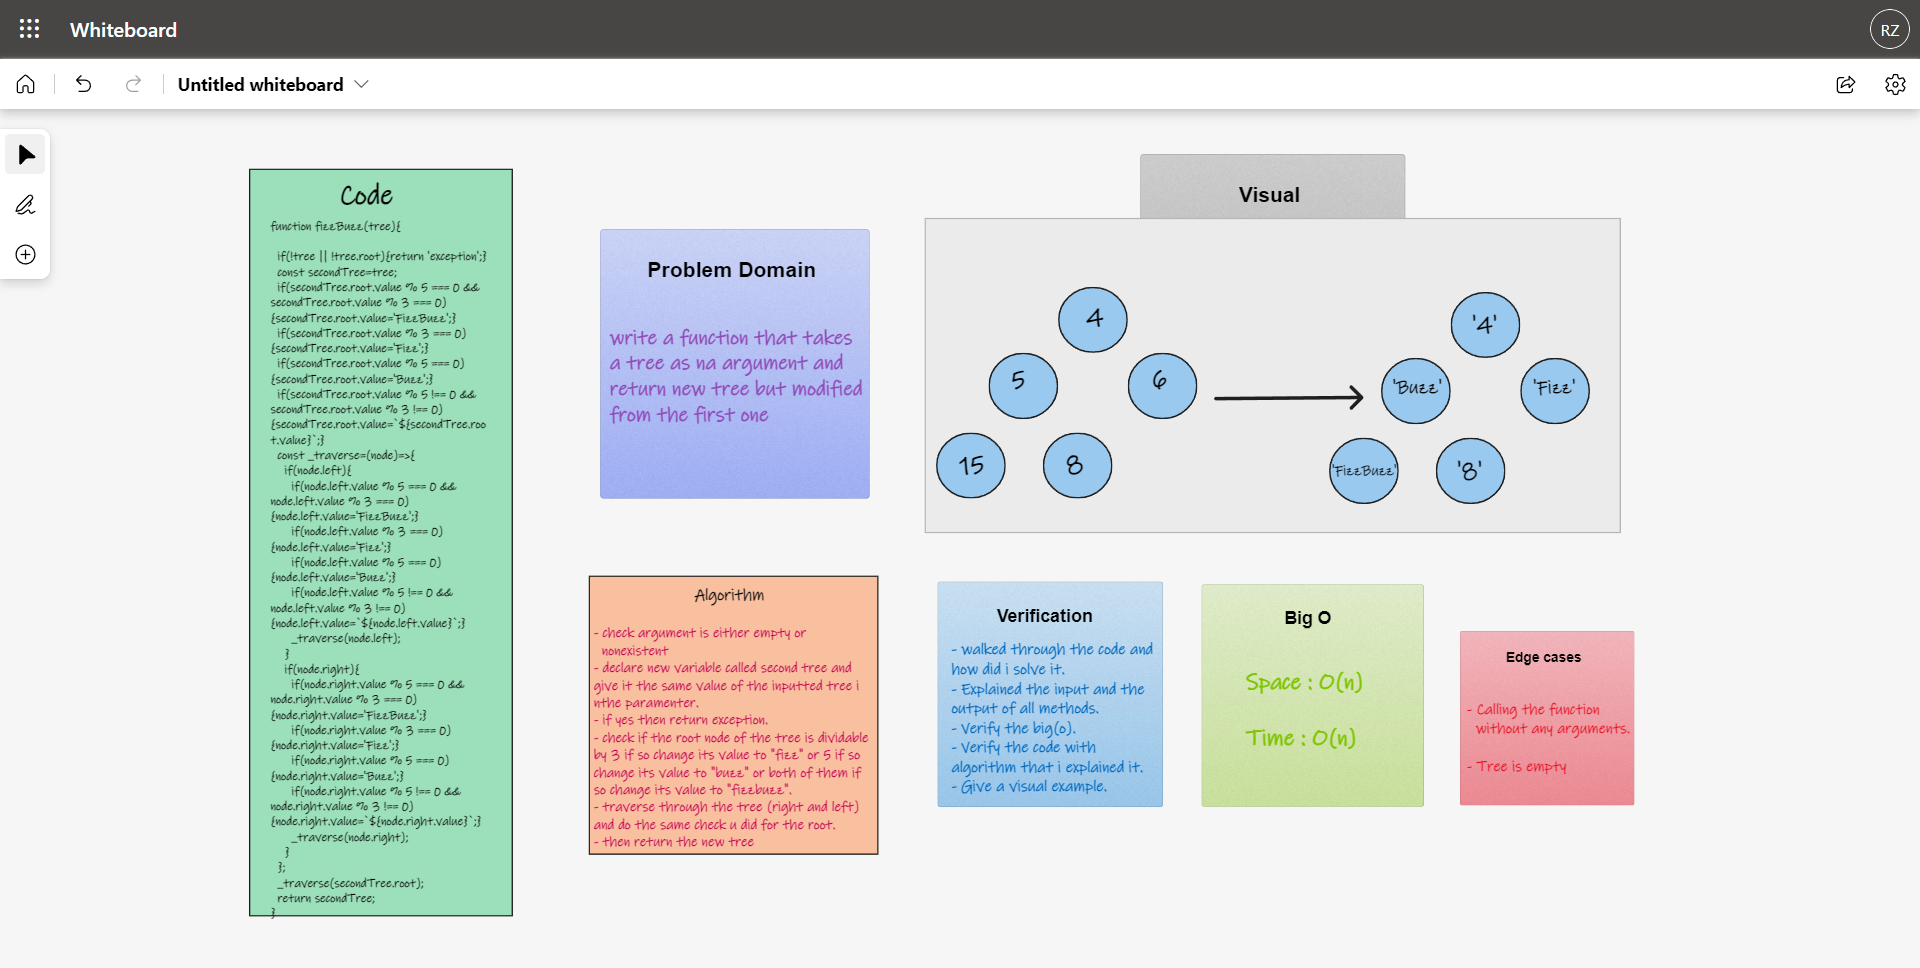 Whiteboard
RZ
Untitled whiteboard
Code
function fizzBuzz(tree){
if(!tree || !tree.root){return 'exception';}
const secondTree=tree;
if(secondTree.root.value % 5 === 0 &&
secondTree.root.value % 3 === 0)
{secondTree.root.value='FizzBuzz';}
if(secondTree.root.value % 3 === 0)
{secondTree.root.value='Fizz';}
if(secondTree.root.value % 5 === 0)
{secondTree.root.value='Buzz';}
if(secondTree.root.value % 5 !== 0 &&
secondTree.root.value % 3 !== 0)
{secondTree.root.value=`${secondTree.roo
t.value}`;}
const _traverse=(node)=>{
if(node.left){
if(node.left.value % 5 === 0 &&
node.left.value % 3 === 0)
{node.left.value='FizzBuzz';}
if(node.left.value % 3 === 0)
{node.left.value='Fizz';}
if(node.left.value % 5 === 0)
{node.left.value='Buzz';}
if(node.left.value % 5 !== 0 &&
node.left.value % 3 !== 0)
{node.left.value=`${node.left.value}`;}
_traverse(node.left);
}
if(node.right){
if(node.right.value % 5 === 0 &&
node.right.value % 3 === 0)
{node.right.value='FizzBuzz';}
if(node.right.value % 3 === 0)
{node.right.value='Fizz';}
if(node.right.value % 5 === 0)
{node.right.value='Buzz';}
if(node.right.value % 5 !== 0 &&
node.right.value % 3 !== 0)
{node.right.value=`${node.right.value}`;}
_traverse(node.right);
}
};
_traverse(secondTree.root);
return secondTree;
}
Problem Domain
write a function that takes
a tree as na argument and
return new tree but modified
from the first one
Visual
4
5
6
15
8
'4'
'Buzz'
'Fizz'
'FizzBuzz'
'8'
Algorithm
- check argument is either empty or
nonexistent
- declare new variable called second tree and
give it the same value of the inputted tree i
nthe paramenter.
- if yes then return exception.
- check if the root node of the tree is dividable
by 3 if so change its value to "fizz" or 5 if so
change its value to "buzz" or both of them if
so change its value to "fizzbuzz".
- traverse through the tree (right and left)
and do the same check u did for the root.
- then return the new tree
Verification
- walked through the code and
how did i solve it.
- Explained the input and the
output of all methods.
- Verify the big(o).
- Verify the code with
algorithm that i explained it.
- Give a visual example.
Big O
Space : O(n)
Time : O(n)
Edge cases
- Calling the function
without any arguments.
- Tree is empty